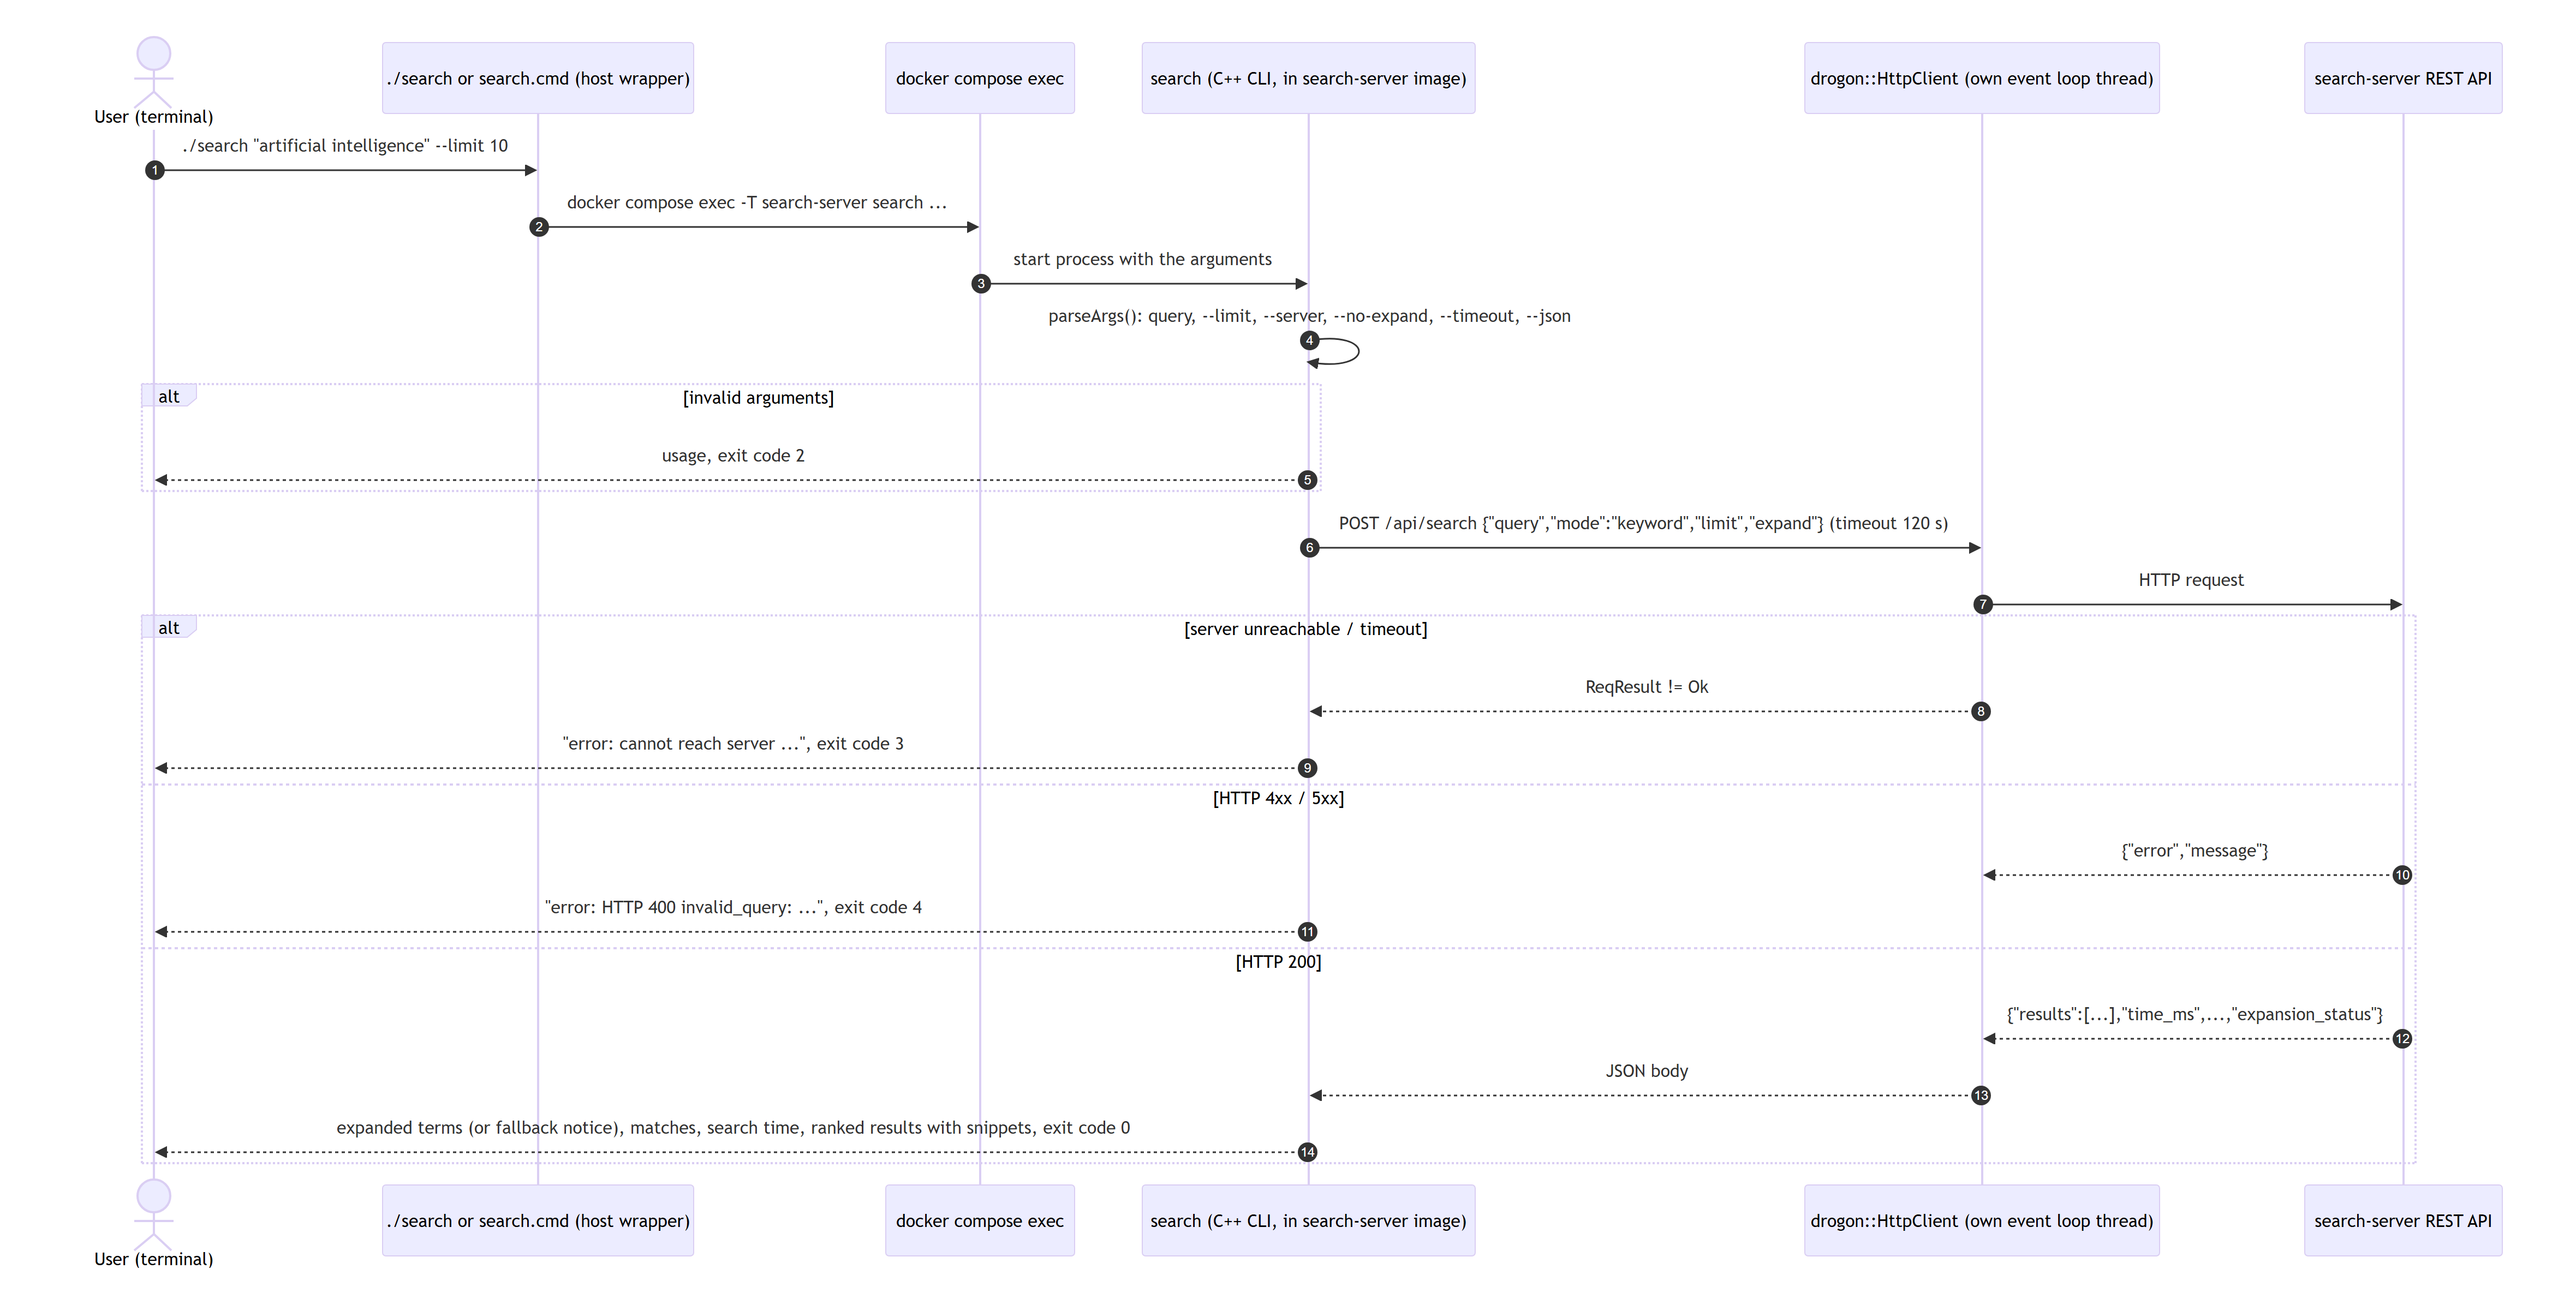 User (terminal)
./search or search.cmd (host wrapper)
docker compose exec
search (C++ CLI, in search-server image)
drogon::HttpClient (own event loop thread)
search-server REST API
./search "artificial intelligence" --limit 10
1
docker compose exec -T search-server search ...
2
start process with the arguments
3
parseArgs(): query, --limit, --server, --no-expand, --timeout, --json
4
alt
[invalid arguments]
usage, exit code 2
5
POST /api/search {"query","mode":"keyword","limit","expand"} (timeout 120 s)
6
HTTP request
7
alt
[server unreachable / timeout]
ReqResult != Ok
8
"error: cannot reach server ...", exit code 3
9
[HTTP 4xx / 5xx]
{"error","message"}
10
"error: HTTP 400 invalid_query: ...", exit code 4
11
[HTTP 200]
{"results":[...],"time_ms",...,"expansion_status"}
12
JSON body
13
expanded terms (or fallback notice), matches, search time, ranked results with snippets, exit code 0
14
User (terminal)
./search or search.cmd (host wrapper)
docker compose exec
search (C++ CLI, in search-server image)
drogon::HttpClient (own event loop thread)
search-server REST API